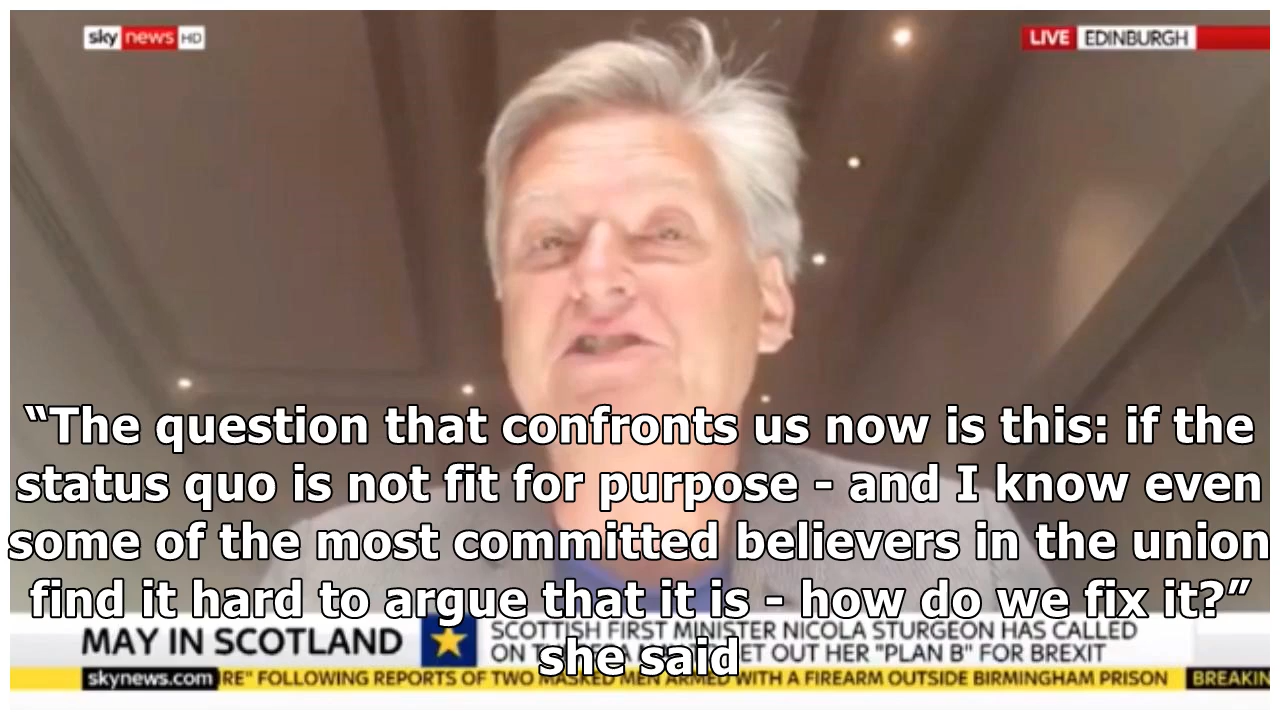 sky news HD
LIVE EDINBURGH
“The question that confronts us now is this: if the
status quo is not fit for purpose - and I know even
some of the most committed believers in the union
find it hard to argue that it is - how do we fix it?”
she said
MAY IN SCOTLAND
SCOTTISH FIRST MINISTER NICOLA STURGEON HAS CALLED
ON ET OUT HER "PLAN B" FOR BREXIT
skynews.com RE" FOLLOWING REPORTS OF TWO MASKED MEN ARMED WITH A FIREARM OUTSIDE BIRMINGHAM PRISON BREAKIN